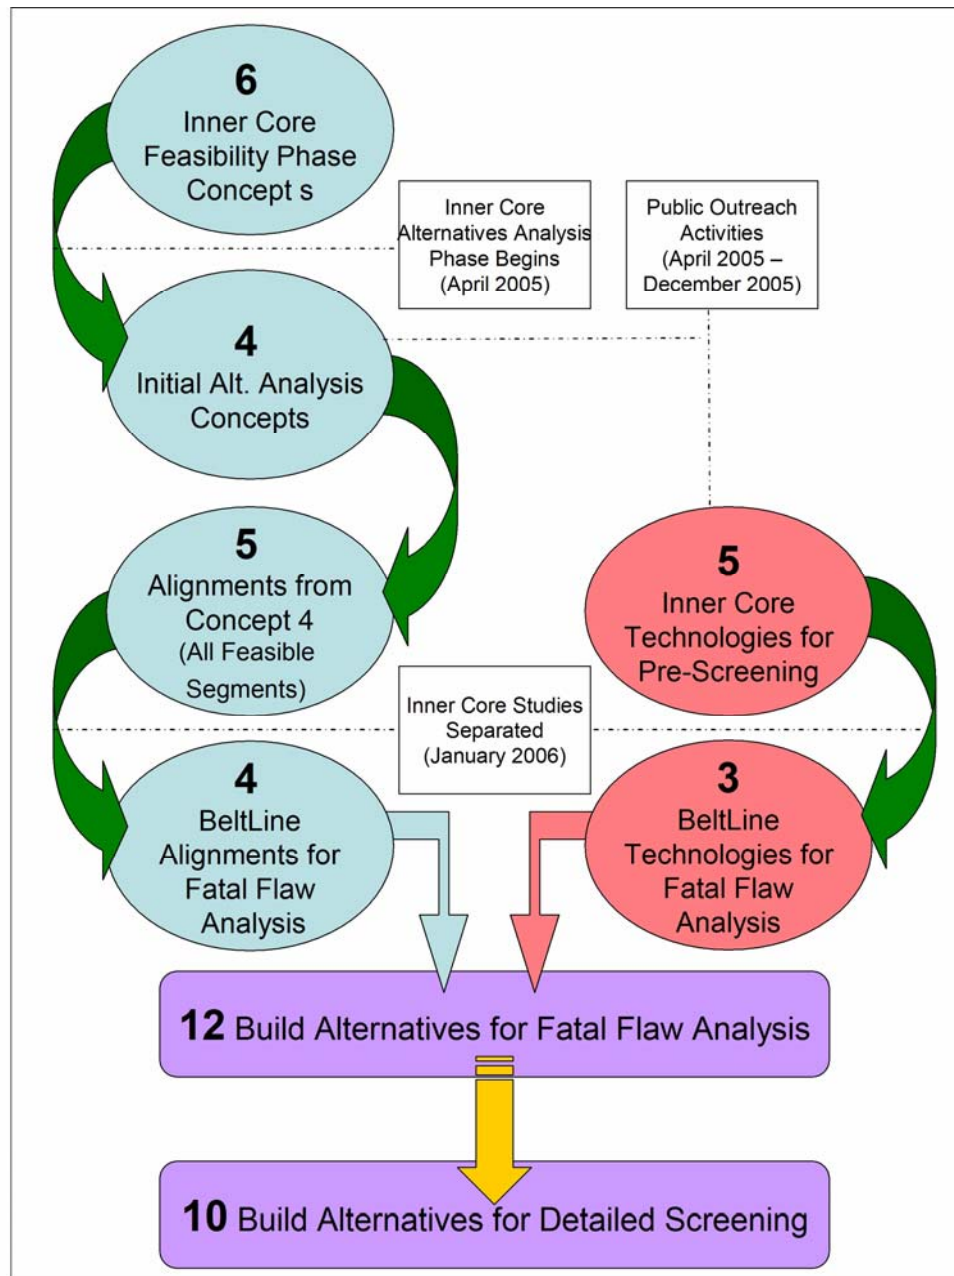 6
Inner Core
Feasibility Phase
Concept s
Inner Core
Alternatives Analysis
Phase Begins
(April 2005)
Public Outreach
Activities
(April 2005 –
December 2005)
4
Initial Alt. Analysis
Concepts
5
Alignments from
Concept 4
(All Feasible
Segments)
5
Inner Core
Technologies for
Pre-Screening
Inner Core Studies
Separated
(January 2006)
4
BeltLine
Alignments for
Fatal Flaw
Analysis
3
BeltLine
Technologies for
Fatal Flaw
Analysis
12 Build Alternatives for Fatal Flaw Analysis
10 Build Alternatives for Detailed Screening